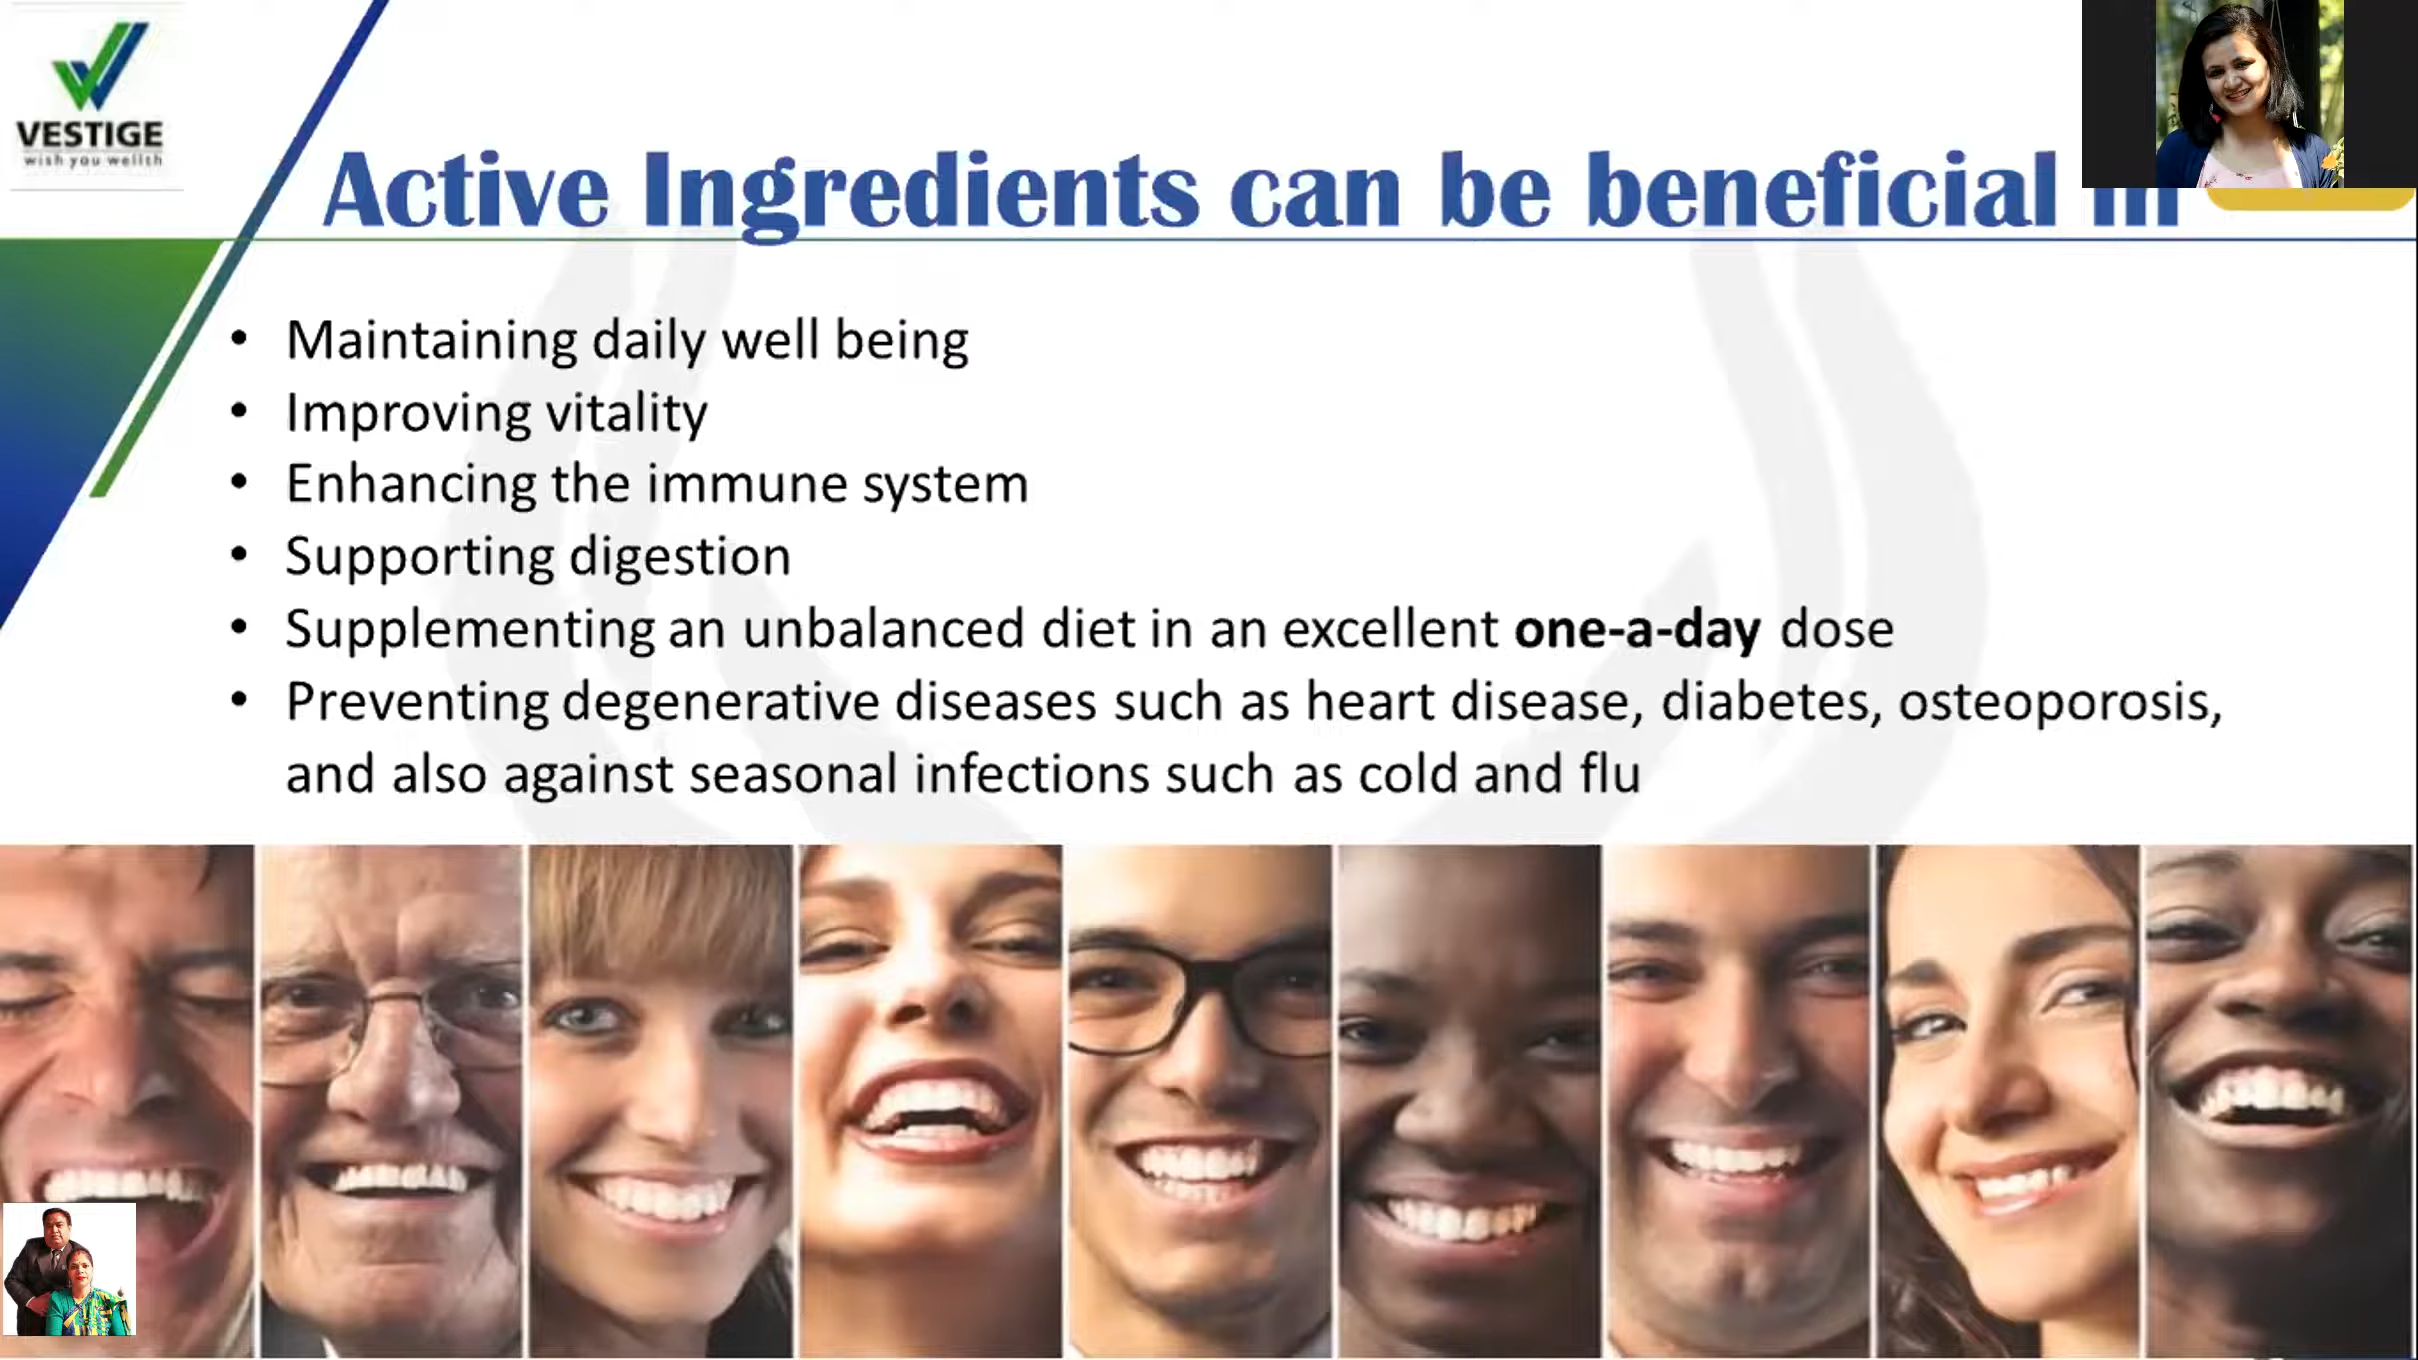 VESTIGE
wish you wellth
Active Ingredients can be beneficial in
• Maintaining daily well being
• Improving vitality
• Enhancing the immune system
• Supporting digestion
• Supplementing an unbalanced diet in an excellent one-a-day dose
• Preventing degenerative diseases such as heart disease, diabetes, osteoporosis,
and also against seasonal infections such as cold and flu